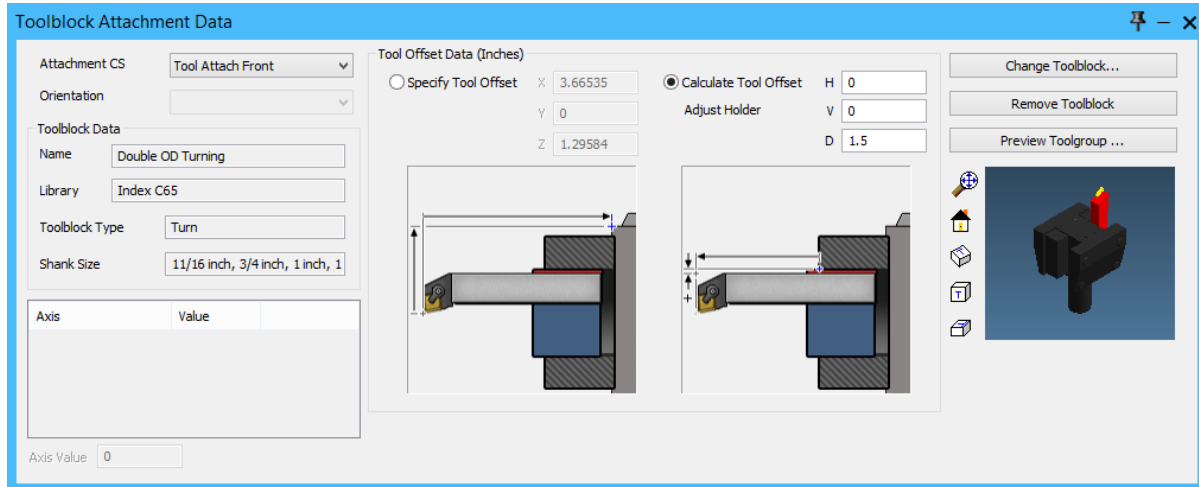 Toolblock Attachment Data
Attachment CS Tool Attach Front
Orientation
Toolblock Data
Name Double OD Turning
Library Index C65
Toolblock Type Turn
Shank Size 11/16 inch, 3/4 inch, 1 inch, 1
Axis Value
Axis Value 0
Tool Offset Data (Inches)
Specify Tool Offset X 3.66535
Y 0
Z 1.29584
Calculate Tool Offset H 0
Adjust Holder V 0
D 1.5
Change Toolblock...
Remove Toolblock
Preview Toolgroup ...
T